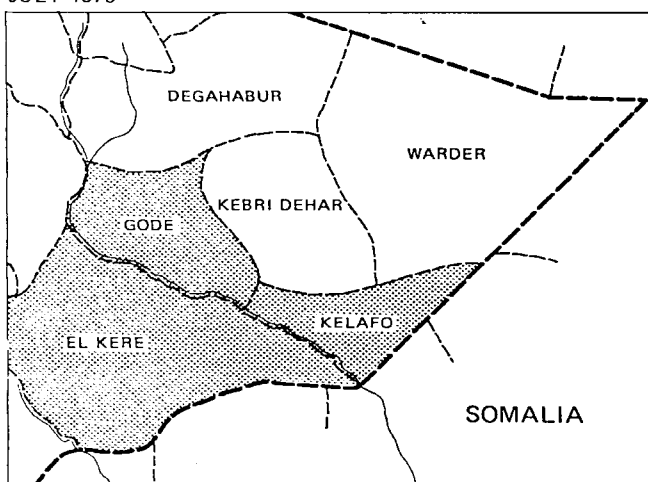 DEGAHABUR
WARDER
KEBRI DEHAR
GODE
KELAFO
EL KERE
SOMALIA